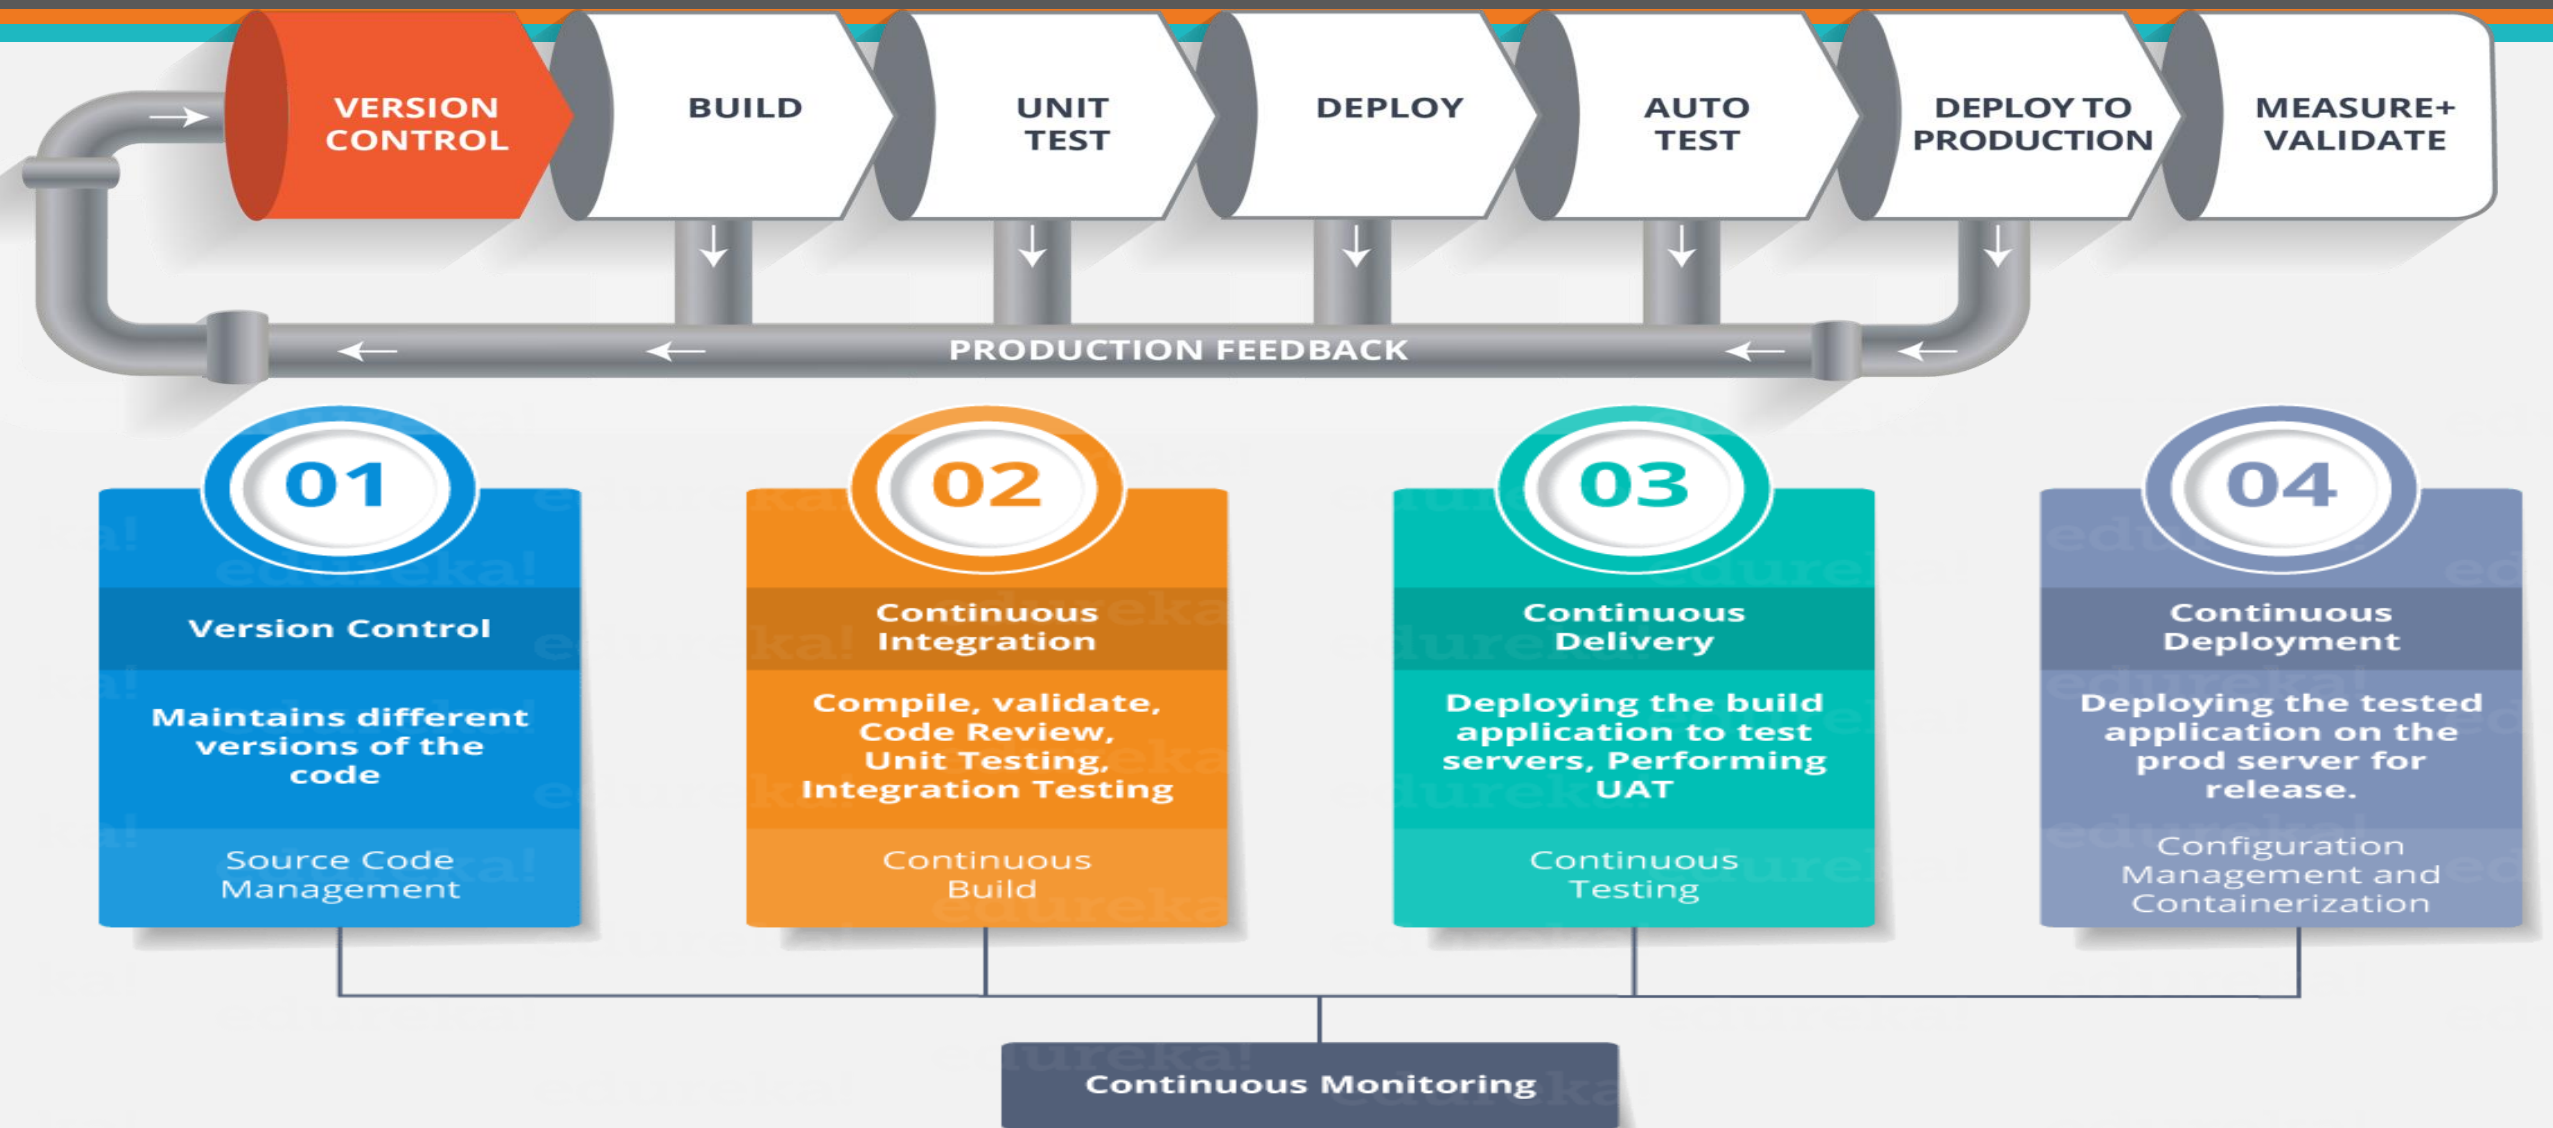 VERSION
CONTROL
BUILD
UNIT
TEST
DEPLOY
AUTO
TEST
DEPLOY TO
PRODUCTION
MEASURE+
VALIDATE
PRODUCTION FEEDBACK
01
Version Control
Maintains different
versions of the
code
Source Code
Management
02
Continuous
Integration
Compile, validate,
Code Review,
Unit Testing,
Integration Testing
Continuous
Build
03
Continuous
Delivery
Deploying the build
application to test
servers, Performing
UAT
Continuous
Testing
04
Continuous
Deployment
Deploying the tested
application on the
prod server for
release.
Configuration
Management and
Containerization
Continuous Monitoring
edureka!